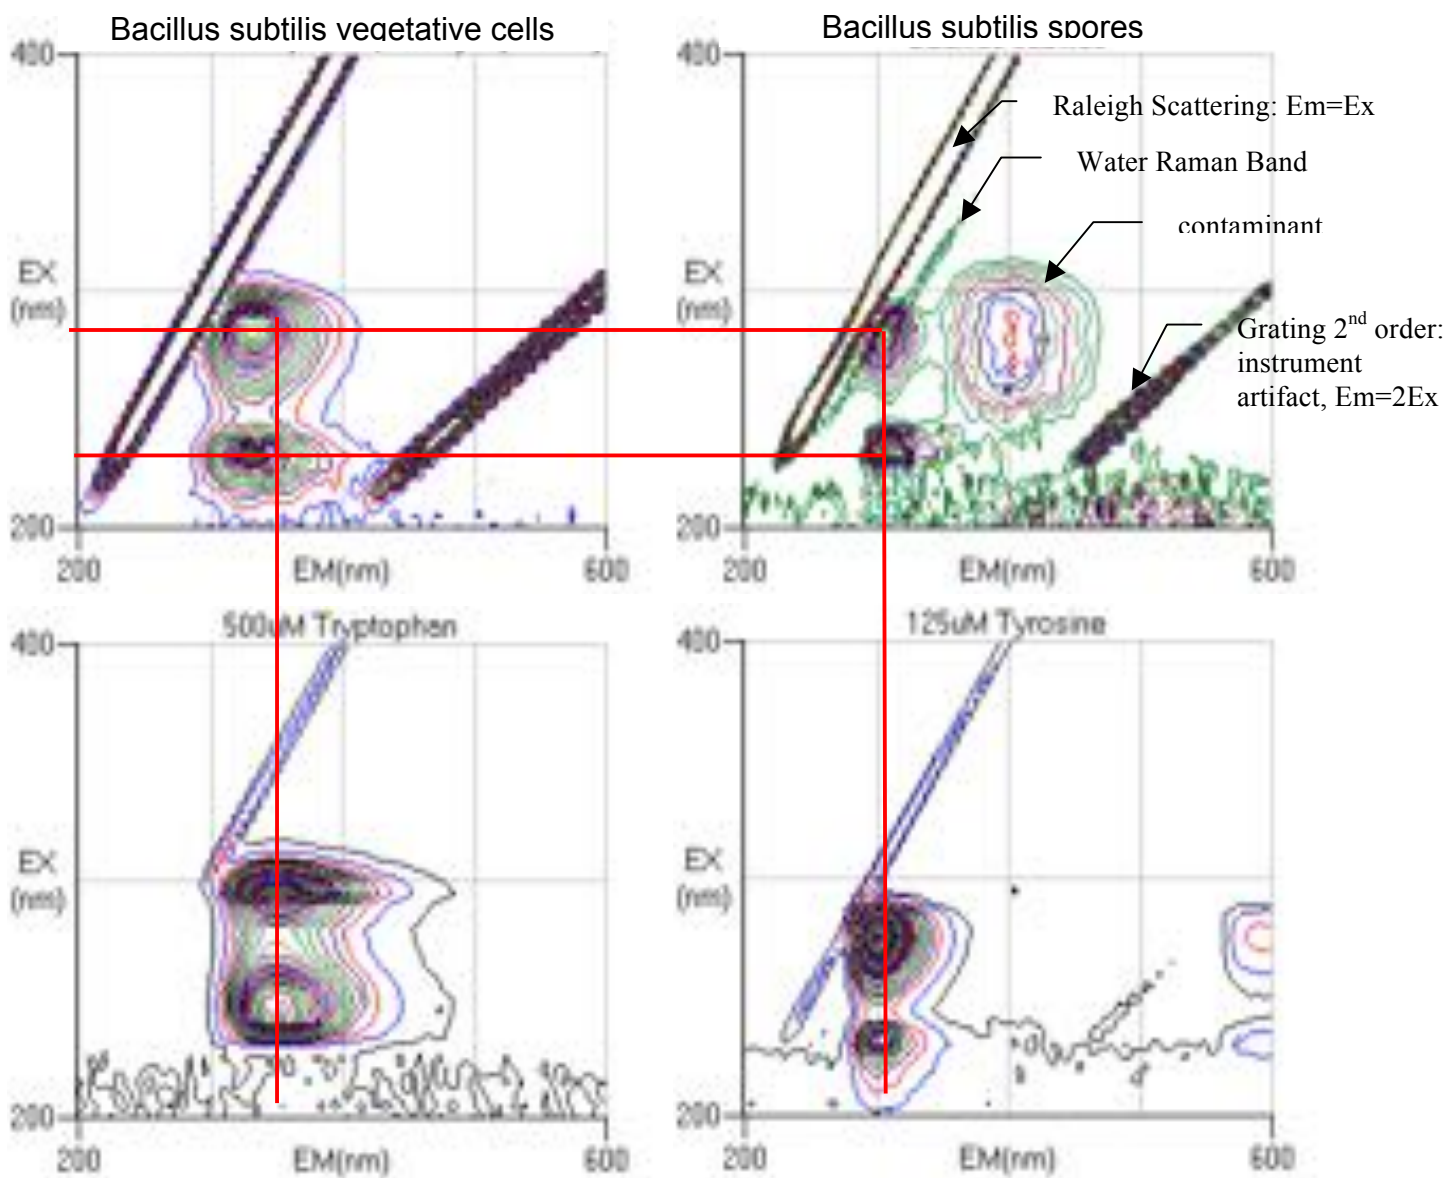 Bacillus subtilis vegetative cells
400
EX
(nm)
200
200
EM(nm)
600
Bacillus subtilis spores
400
Raleigh Scattering: Em=Ex
Water Raman Band
contaminant
EX
(nm)
Grating 2nd order:
instrument
artifact, Em=2Ex
200
200
EM(nm)
600
500uM Tryptophan
400
EX
(nm)
200
200
EM(nm)
600
125uM Tyrosine
400
EX
(nm)
200
200
EM(nm)
600